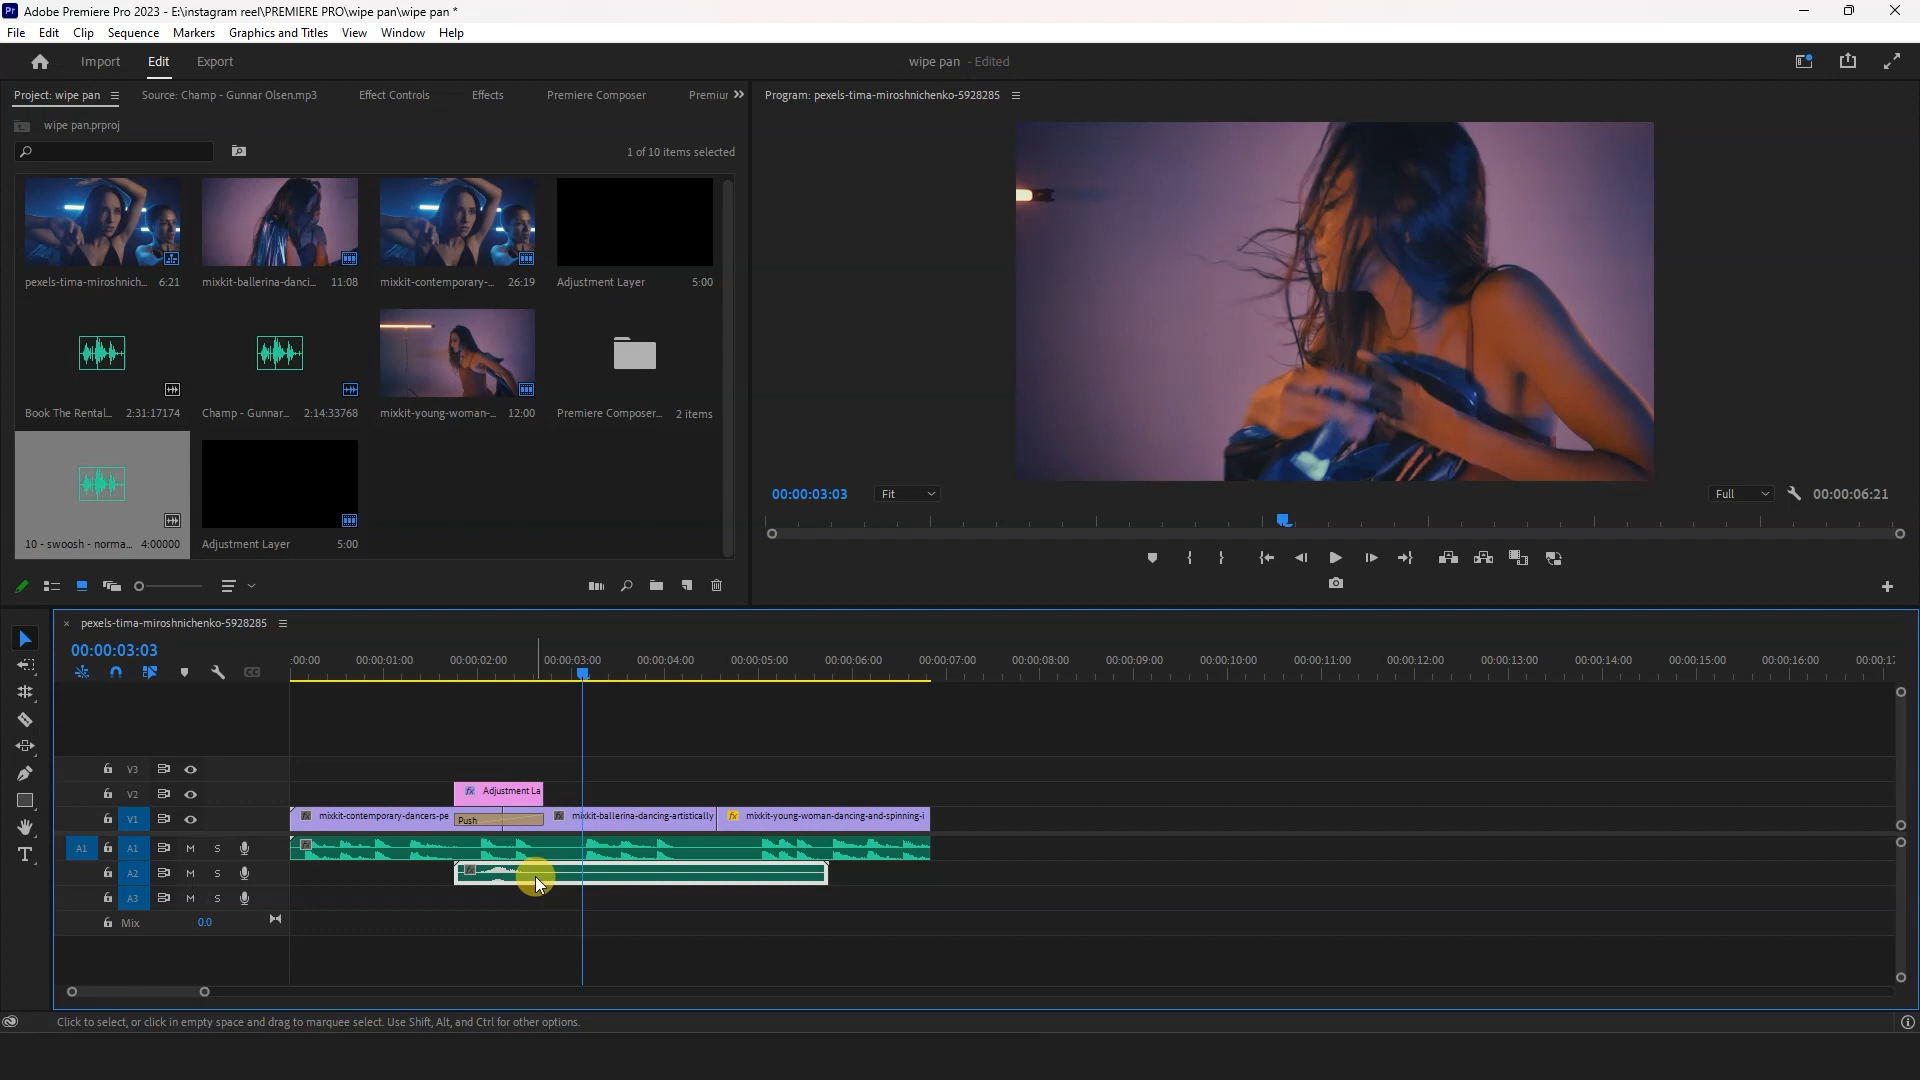 Pr Adobe Premiere Pro 2023 - E:\instagram reel\PREMIERE PRO\wipe pan\wipe pan *
File Edit Clip Sequence Markers Graphics and Titles View Window Help
Import Edit Export wipe pan - Edited
Project: wipe pan Source: Champ - Gunnar Olsen.mp3 Effect Controls Effects Premiere Composer Premiur
Program: pexels-tima-miroshnichenko-5928285
wipe pan.prproj
1 of 10 items selected
pexels-tima-miroshnich... 6:21 mixkit-ballerina-danci... 11:08 mixkit-contemporary-... 26:19 Adjustment Layer 5:00
Book The Rental... 2:31:17174 Champ - Gunnar... 2:14:33768 mixkit-young-woman-... 12:00 Premiere Composer... 2 items
00:00:03:03 Fit Full 00:00:06:21
10 - swoosh - norma... 4:00000 Adjustment Layer 5:00
pexels-tima-miroshnichenko-5928285
00:00:03:03
:00:00 00:00:01:00 00:00:02:00 00:00:03:00 00:00:04:00 00:00:05:00 00:00:06:00 00:00:07:00 00:00:08:00 00:00:09:00 00:00:10:00 00:00:11:00 00:00:12:00 00:00:13:00 00:00:14:00 00:00:15:00 00:00:16:00 00:00:17
CC
V3
V2 fx Adjustment La
V1 fx mixkit-contemporary-dancers-pe Push fx mixkit-ballerina-dancing-artistically fx mixkit-young-woman-dancing-and-spinning-i
A1 A1 M S fx
A2 M S fx
A3 M S
Mix 0.0
Click to select, or click in empty space and drag to marquee select. Use Shift, Alt, and Ctrl for other options.